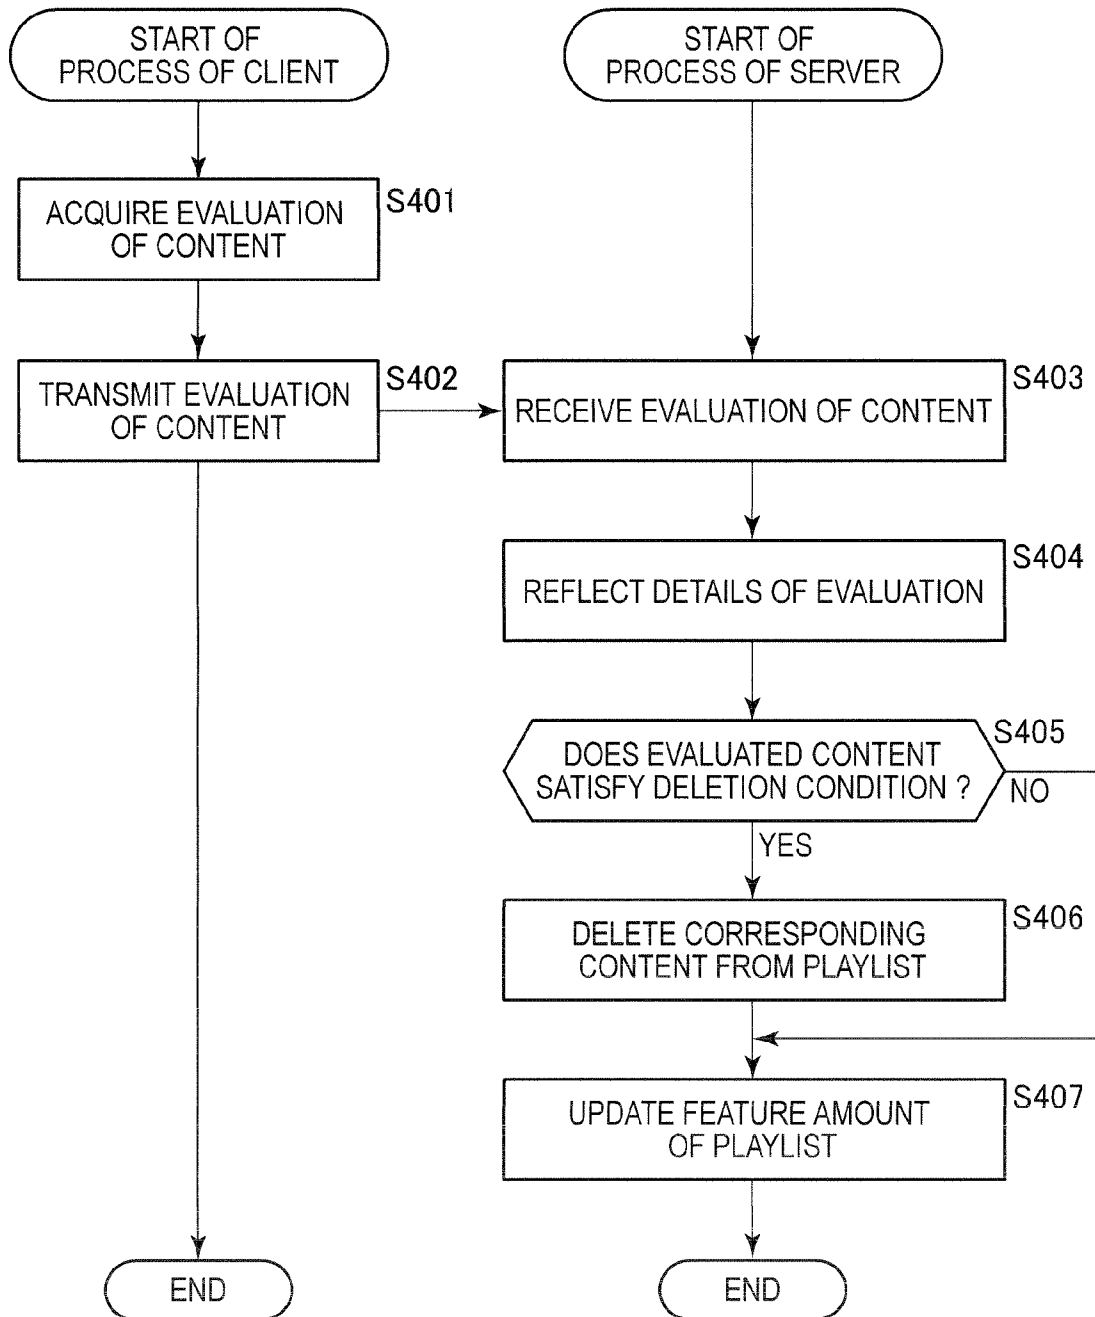 START OF
PROCESS OF CLIENT
START OF
PROCESS OF SERVER
S401
ACQUIRE EVALUATION
OF CONTENT
S402
TRANSMIT EVALUATION
OF CONTENT
S403
RECEIVE EVALUATION OF CONTENT
S404
REFLECT DETAILS OF EVALUATION
S405
DOES EVALUATED CONTENT
SATISFY DELETION CONDITION ?
NO
YES
S406
DELETE CORRESPONDING
CONTENT FROM PLAYLIST
S407
UPDATE FEATURE AMOUNT
OF PLAYLIST
END
END